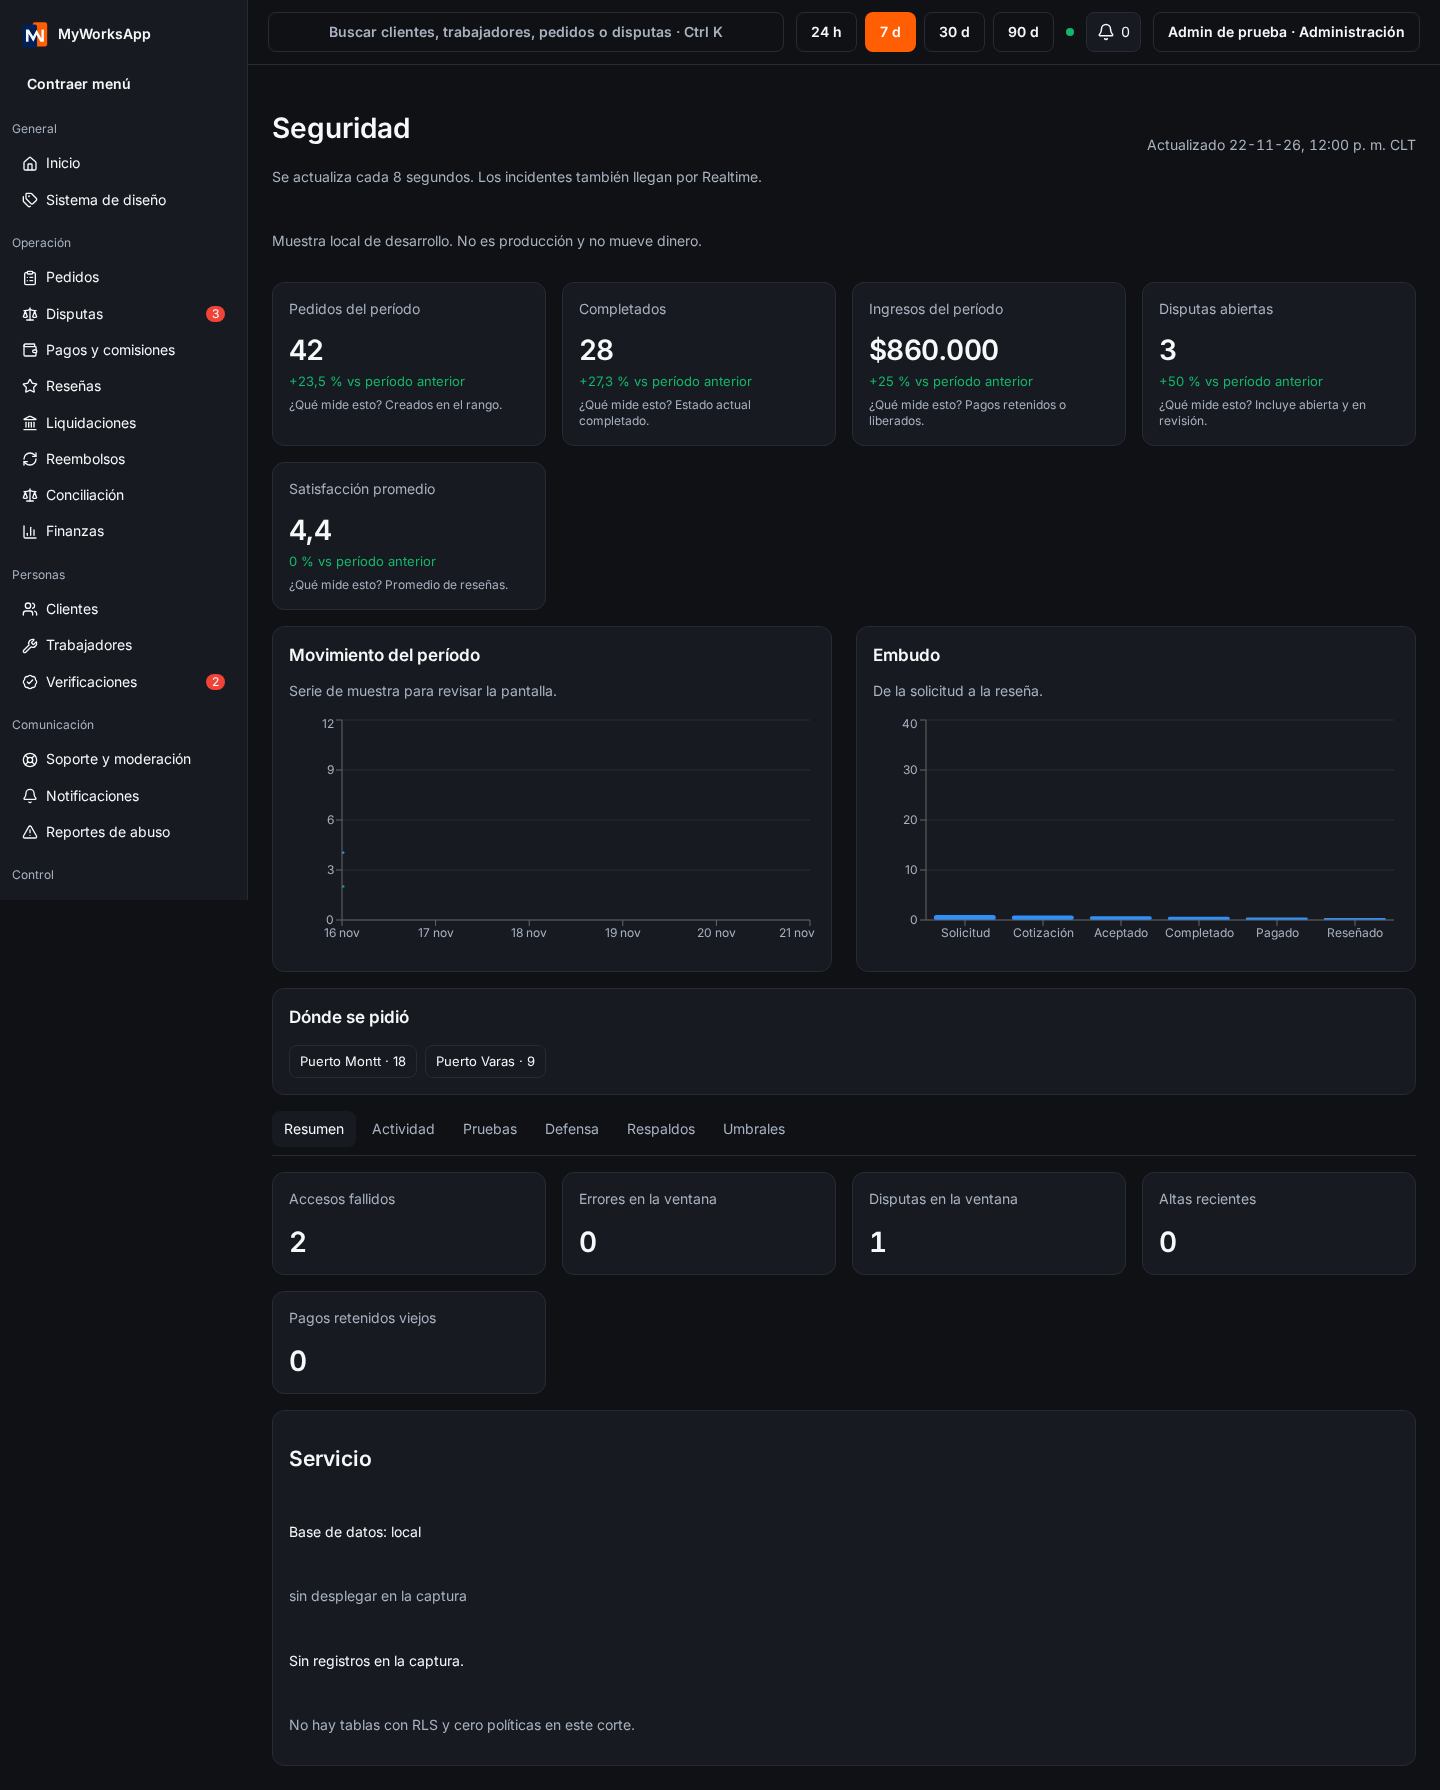 MyWorksApp
Contraer menú
General
Inicio
Sistema de diseño
Operación
Pedidos
Disputas 3
Pagos y comisiones
Reseñas
Liquidaciones
Reembolsos
Conciliación
Finanzas
Personas
Clientes
Trabajadores
Verificaciones 2
Comunicación
Soporte y moderación
Notificaciones
Reportes de abuso
Control
Buscar clientes, trabajadores, pedidos o disputas · Ctrl K
24 h
7 d
30 d
90 d
0
Admin de prueba · Administración
Seguridad
Actualizado 22-11-26, 12:00 p. m. CLT
Se actualiza cada 8 segundos. Los incidentes también llegan por Realtime.
Muestra local de desarrollo. No es producción y no mueve dinero.
Pedidos del período
42
+23,5 % vs período anterior
¿Qué mide esto? Creados en el rango.
Completados
28
+27,3 % vs período anterior
¿Qué mide esto? Estado actual
completado.
Ingresos del período
$860.000
+25 % vs período anterior
¿Qué mide esto? Pagos retenidos o
liberados.
Disputas abiertas
3
+50 % vs período anterior
¿Qué mide esto? Incluye abierta y en
revisión.
Satisfacción promedio
4,4
0 % vs período anterior
¿Qué mide esto? Promedio de reseñas.
Movimiento del período
Serie de muestra para revisar la pantalla.
12
9
6
3
0
16 nov 17 nov 18 nov 19 nov 20 nov 21 nov
Embudo
De la solicitud a la reseña.
40
30
20
10
0
Solicitud Cotización Aceptado Completado Pagado Reseñado
Dónde se pidió
Puerto Montt · 18
Puerto Varas · 9
Resumen Actividad Pruebas Defensa Respaldos Umbrales
Accesos fallidos
2
Errores en la ventana
0
Disputas en la ventana
1
Altas recientes
0
Pagos retenidos viejos
0
Servicio
Base de datos: local
sin desplegar en la captura
Sin registros en la captura.
No hay tablas con RLS y cero políticas en este corte.